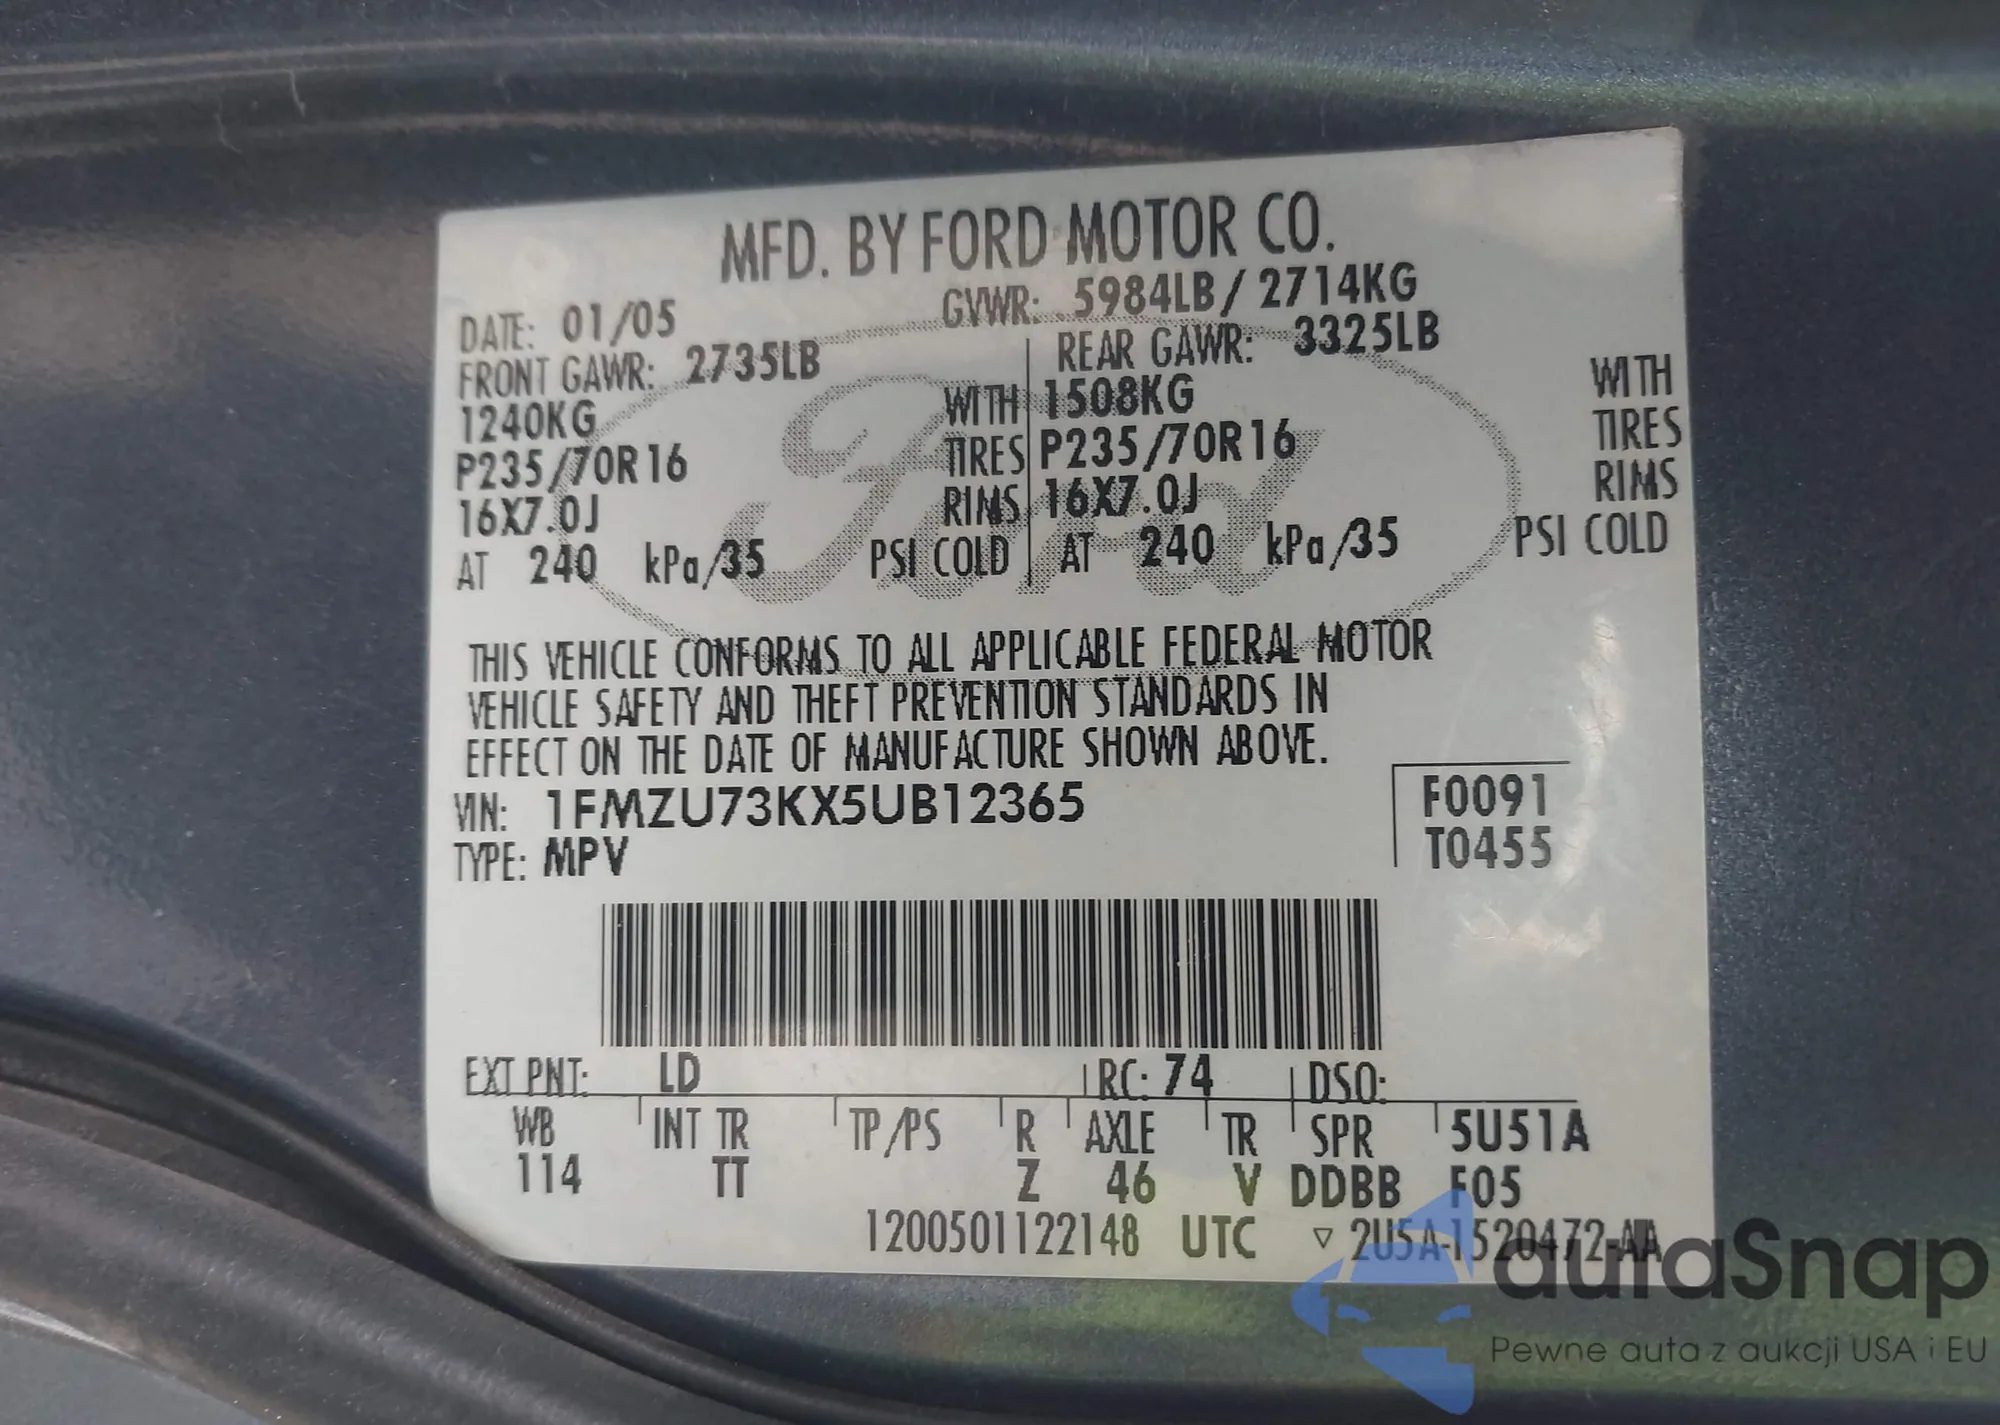 MFD. BY FORD MOTOR CO.
DATE: 01/05 GVWR: 5984LB/2714KG
FRONT GAWR: 2735LB REAR GAWR: 3325LB
1240KG WITH 1508KG WITH
P235/70R16 TIRES P235/70R16 TIRES
16X7.0J RIMS 16X7.0J RIMS
AT 240 kPa/35 PSI COLD AT 240 kPa/35 PSI COLD
Ford
THIS VEHICLE CONFORMS TO ALL APPLICABLE FEDERAL MOTOR
VEHICLE SAFETY AND THEFT PREVENTION STANDARDS IN
EFFECT ON THE DATE OF MANUFACTURE SHOWN ABOVE.
VIN: 1FMZU73KX5UB12365 F0091
TYPE: MPV T0455
EXT PNT: LD RC: 74 DSO:
WB INT TR TP/PS R AXLE TR SPR 5U51A
114 TT Z 46 V DDBB F05
1200501122148 UTC ▽ 2U5A-1520472-AA
autaSnap
Pewne auta z aukcji USA i EU